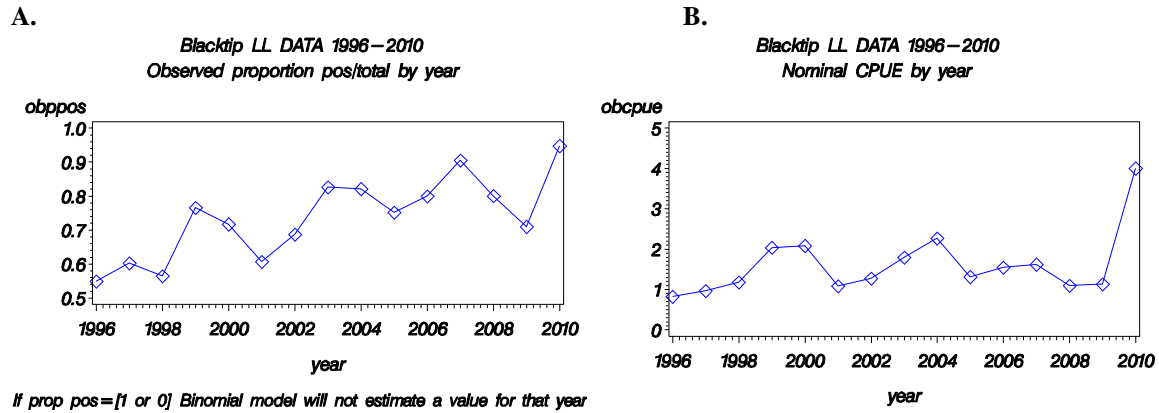 A.
Blacktip LL DATA 1996–2010
Observed proportion pos/total by year
obppos
1.0
0.9
0.8
0.7
0.6
0.5
1996 1998 2000 2002 2004 2006 2008 2010
year
If prop pos=[1 or 0] Binomial model will not estimate a value for that year
B.
Blacktip LL DATA 1996–2010
Nominal CPUE by year
obcpue
5
4
3
2
1
0
1996 1998 2000 2002 2004 2006 2008 2010
year